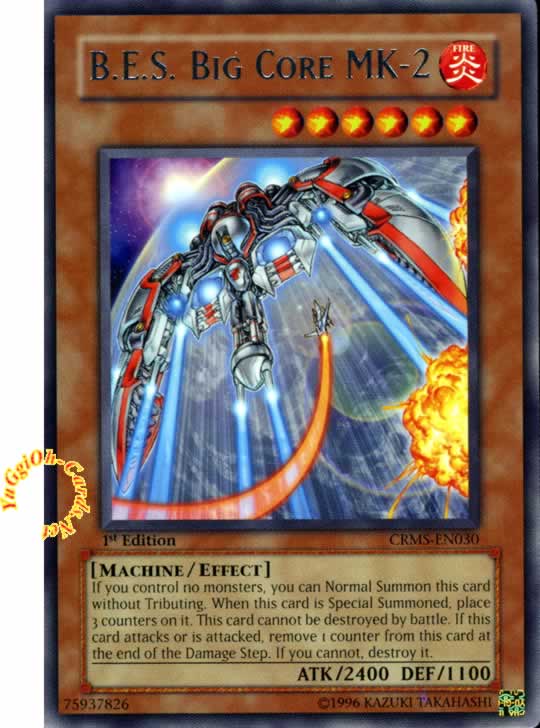 B.E.S. Big Core MK-2
FIRE
炎
YuGgiOh-Cards.Net
1st Edition
CRMS-EN030
[Machine/Effect]
If you control no monsters, you can Normal Summon this card
without Tributing. When this card is Special Summoned, place
3 counters on it. This card cannot be destroyed by battle. If this
card attacks or is attacked, remove 1 counter from this card at
the end of the Damage Step. If you cannot, destroy it.
ATK/2400 DEF/1100
75937826
©1996 KAZUKI TAKAHASHI